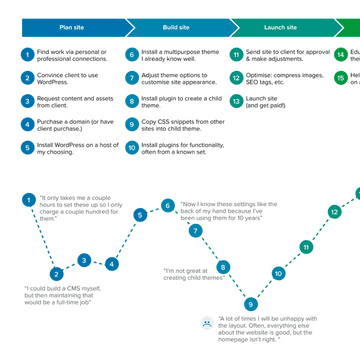 Plan site
Build site
Launch site
1 Find work via personal or
professional connections.
2 Convince client to use
WordPress.
3 Request content and assets
from client.
4 Purchase a domain (or have
client purchase.)
5 Install WordPress on a host of
my choosing.
6 Install a multipurpose theme
I already know well.
7 Adjust theme options to
customise site appearance.
8 Install plugin to create a child
theme.
9 Copy CSS snippets from other
sites into child theme.
10 Install plugins for functionality,
often from a known set.
11 Send site to client for approval
& make adjustments.
12 Optimise: compress images,
SEO tags, etc.
13 Launch site
(and get paid!)
14
15
1
"It only takes me a couple
hours to set these up so I only
charge a couple hundred for
them."
2
3
4
"I could build a CMS myself,
but then maintaining that
would be a full-time job"
5
6
"Now I know these settings like the
back of my hand because I've
been using them for 10 years"
7
8
"I'm not great at
creating child themes"
9
10
11
12
"A lot of times I will be unhappy with
the layout. Often, everything else
about the website is good, but the
homepage isn't right. "